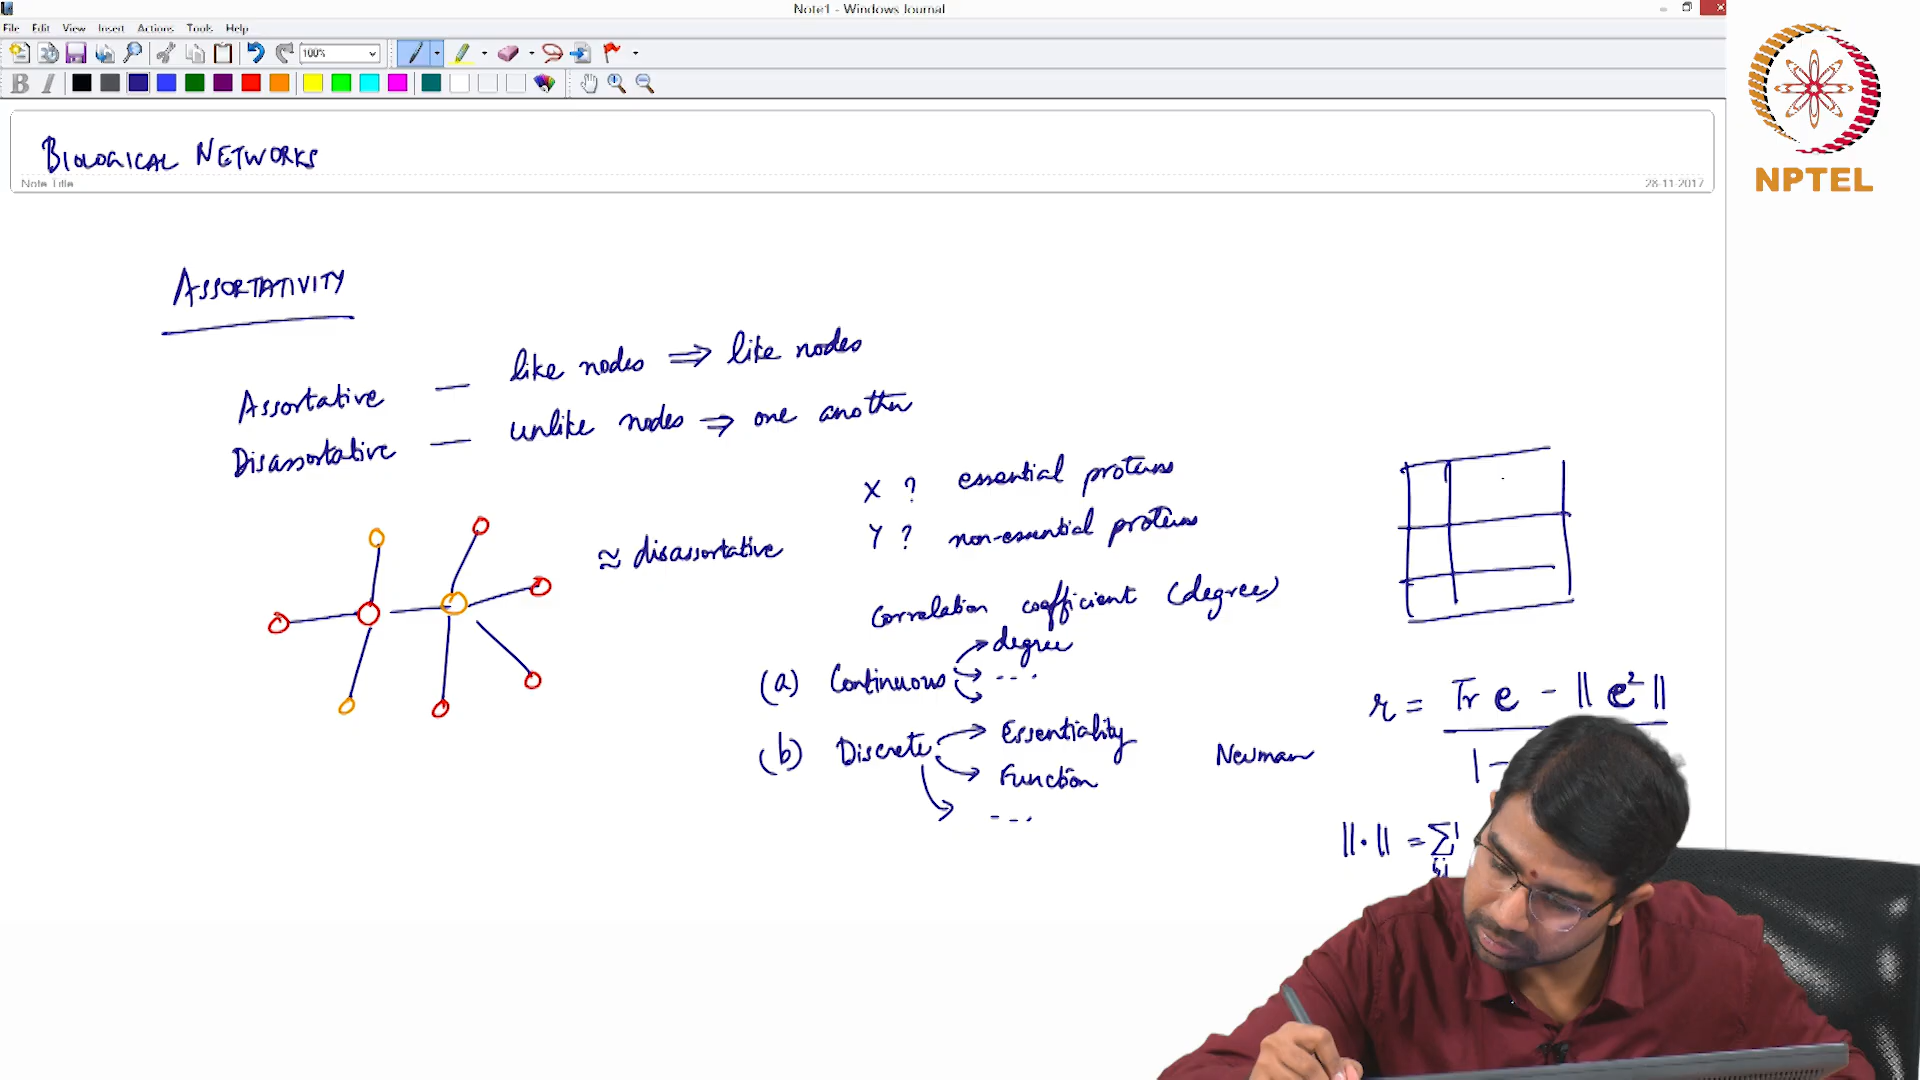 Note1 - Windows Journal
File Edit View Insert Actions Tools Help
100%
B I
BIOLOGICAL NETWORKS
Note Title
28-11-2017
NPTEL
ASSORTATIVITY
Assortative — like nodes ⇒ like nodes
Disassortative — unlike nodes ⇒ one another
X ? essential proteins
Y ? non-essential proteins
≈ disassortative
Correlation coefficient (degree)
(a) Continuous → degree
→ ...
(b) Discrete → Essentiality
→ Function
→ ...
Newman
r = Tr e - || e² ||
1 -
|| · || = Σ
i,j